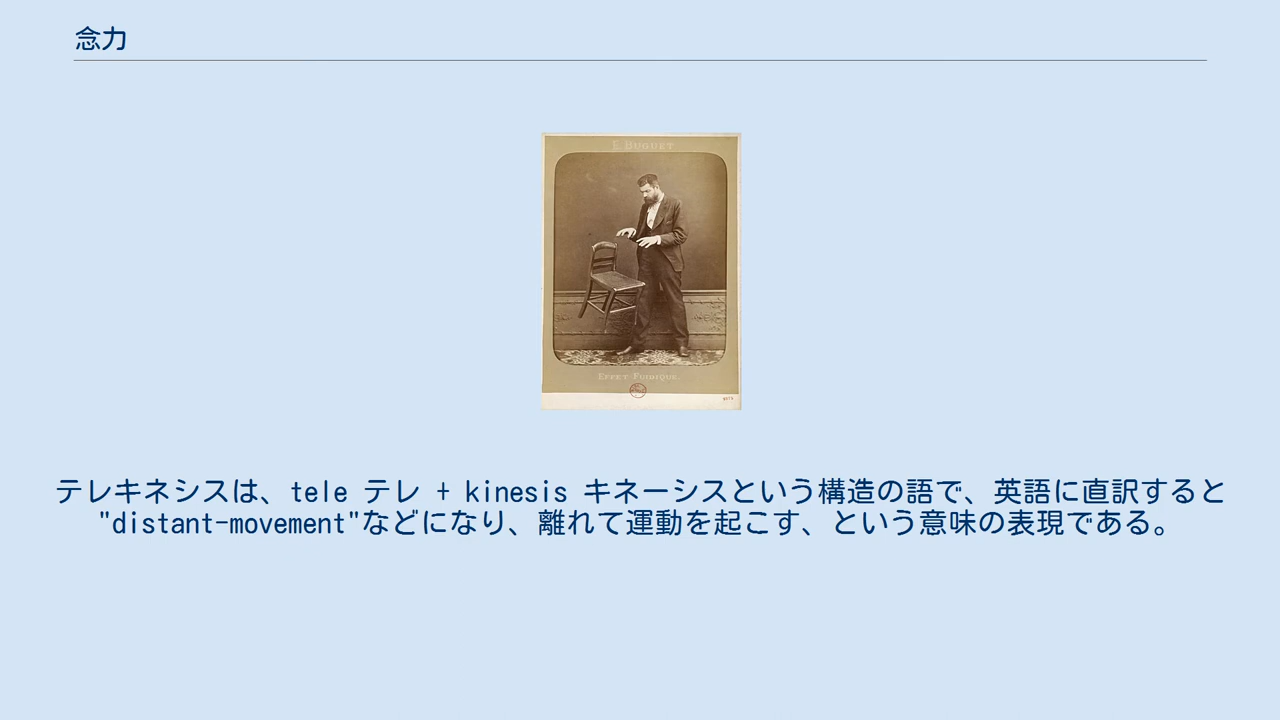 念力
E. BUGUET
EFFET FLUIDIQUE.
テレキネシスは、tele テレ + kinesis キネーシスという構造の語で、英語に直訳すると
"distant-movement"などになり、離れて運動を起こす、という意味の表現である。